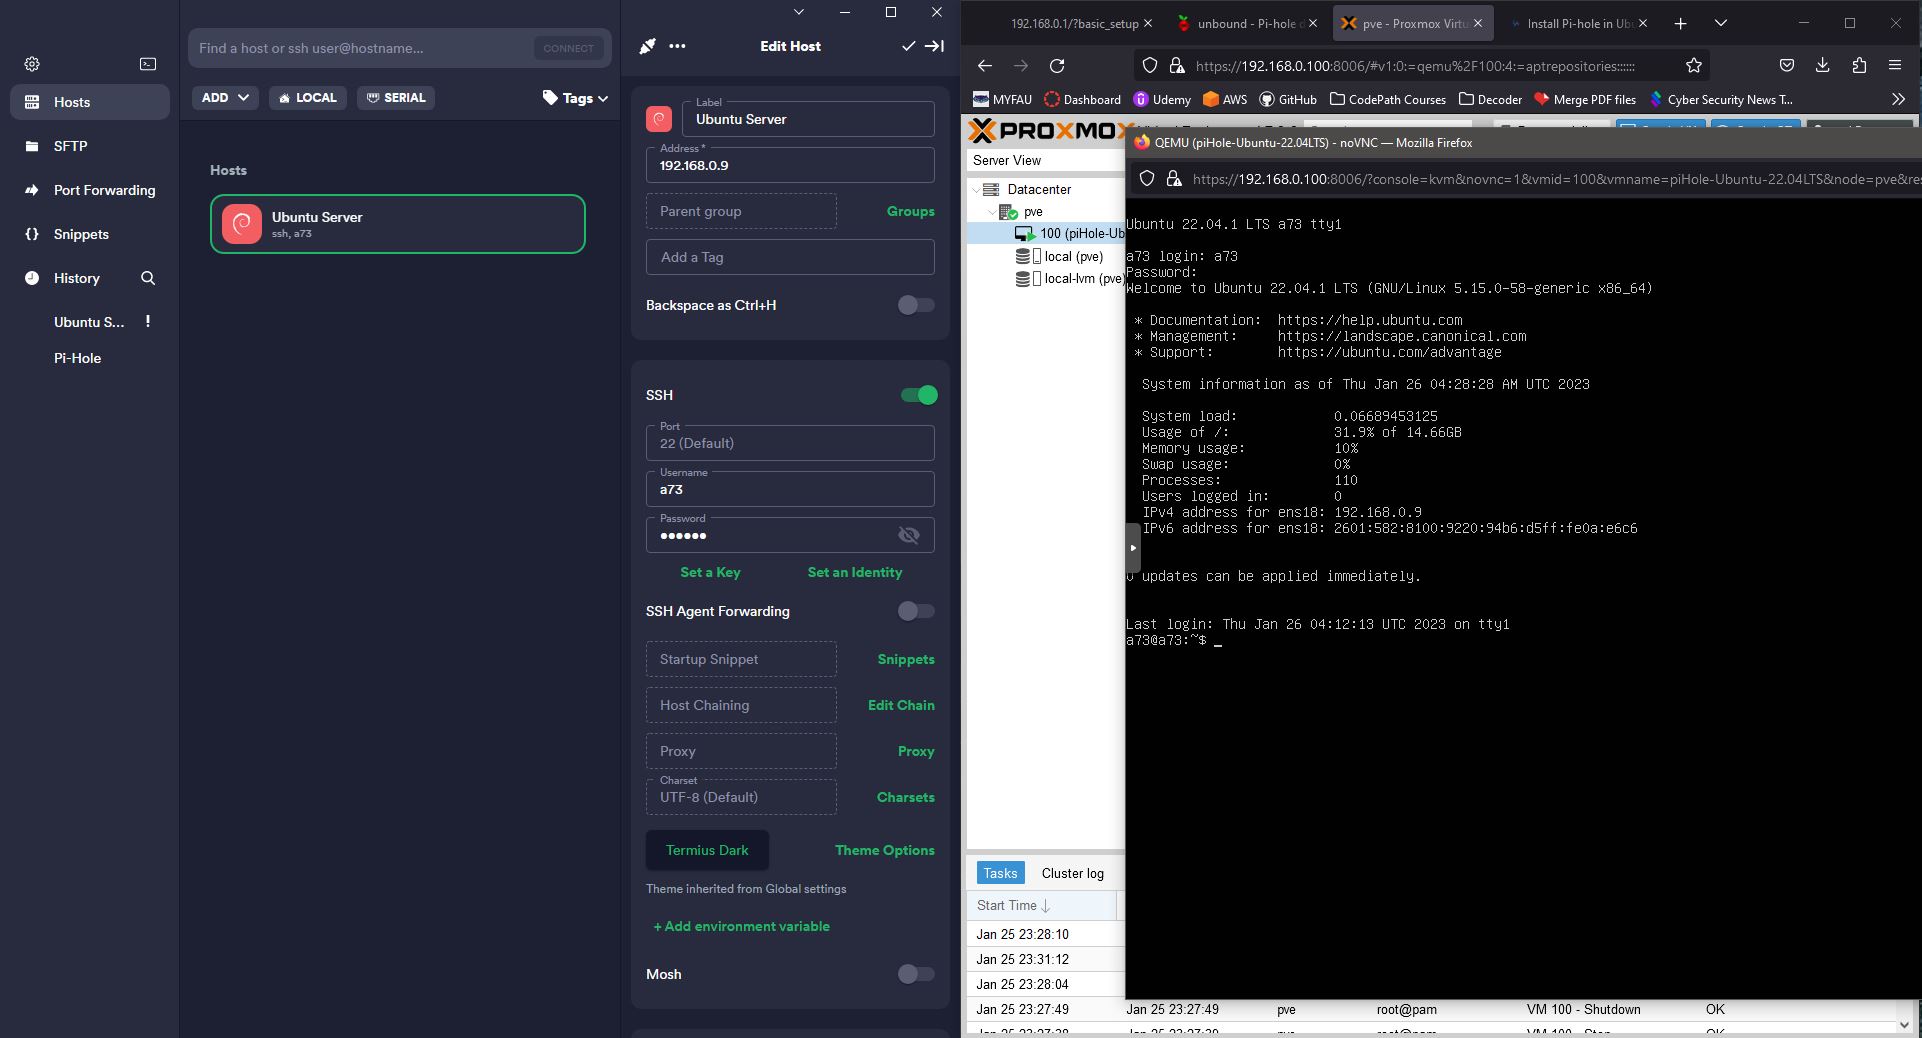 Find a host or ssh user@hostname...
CONNECT
ADD
LOCAL
SERIAL
Tags
Hosts
SFTP
Port Forwarding
Snippets
History
Ubuntu S...
!
Pi-Hole
Hosts
Ubuntu Server
ssh, a73
Edit Host
Label
Ubuntu Server
Address *
192.168.0.9
Parent group
Groups
Add a Tag
Backspace as Ctrl+H
SSH
Port
22 (Default)
Username
a73
Password
••••••
Set a Key
Set an Identity
SSH Agent Forwarding
Startup Snippet
Snippets
Host Chaining
Edit Chain
Proxy
Proxy
Charset
UTF-8 (Default)
Charsets
Termius Dark
Theme Options
Theme inherited from Global settings
+ Add environment variable
Mosh
192.168.0.1/?basic_setup
unbound - Pi-hole d
pve - Proxmox Virtu
Install Pi-hole in Ubu
https://192.168.0.100:8006/#v1:0:=qemu%2F100:4:=aptrepositories::::::
MYFAU
Dashboard
Udemy
AWS
GitHub
CodePath Courses
Decoder
Merge PDF files
Cyber Security News T...
PROXMOX
Server View
Datacenter
pve
100 (piHole-Ub
local (pve)
local-lvm (pve)
QEMU (piHole-Ubuntu-22.04LTS) - noVNC — Mozilla Firefox
https://192.168.0.100:8006/?console=kvm&novnc=1&vmid=100&vmname=piHole-Ubuntu-22.04LTS&node=pve&res
Ubuntu 22.04.1 LTS a73 tty1
a73 login: a73
Password:
Welcome to Ubuntu 22.04.1 LTS (GNU/Linux 5.15.0-58-generic x86_64)
* Documentation: https://help.ubuntu.com
* Management: https://landscape.canonical.com
* Support: https://ubuntu.com/advantage
System information as of Thu Jan 26 04:28:28 AM UTC 2023
System load: 0.06689453125
Usage of /: 31.9% of 14.66GB
Memory usage: 10%
Swap usage: 0%
Processes: 110
Users logged in: 0
IPv4 address for ens18: 192.168.0.9
IPv6 address for ens18: 2601:582:8100:9220:94b6:d5ff:fe0a:e6c6
updates can be applied immediately.
Last login: Thu Jan 26 04:12:13 UTC 2023 on tty1
a73@a73:~$ _
Tasks
Cluster log
Start Time
Jan 25 23:28:10
Jan 25 23:31:12
Jan 25 23:28:04
Jan 25 23:27:49 Jan 25 23:27:49 pve root@pam VM 100 - Shutdown OK